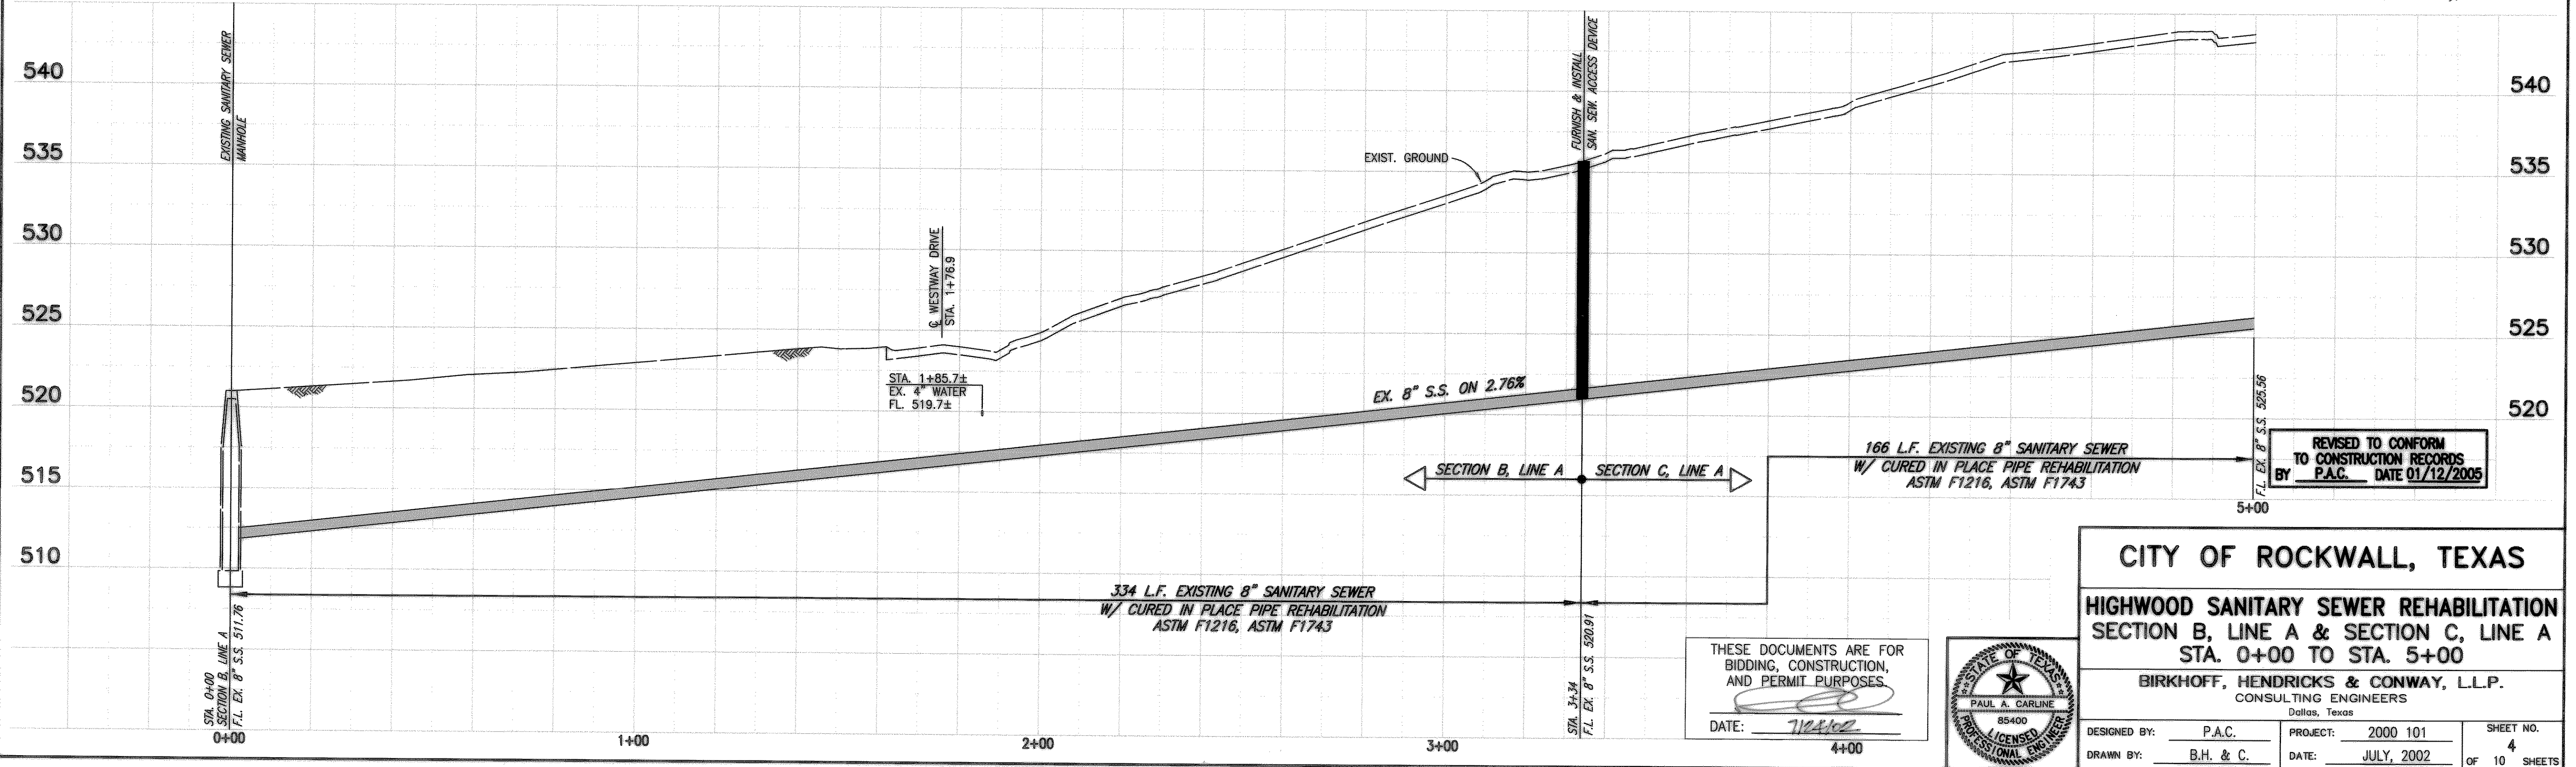 540
535
530
525
520
515
510
EXISTING SANITARY SEWER
MANHOLE
℄ WESTWAY DRIVE
STA. 1+76.9
STA. 1+85.7±
EX. 4" WATER
FL. 519.7±
EXIST. GROUND
FURNISH & INSTALL
SAN. SEW. ACCESS DEVICE
EX. 8" S.S. ON 2.76%
SECTION B, LINE A
SECTION C, LINE A
166 L.F. EXISTING 8" SANITARY SEWER
W/ CURED IN PLACE PIPE REHABILITATION
ASTM F1216, ASTM F1743
334 L.F. EXISTING 8" SANITARY SEWER
W/ CURED IN PLACE PIPE REHABILITATION
ASTM F1216, ASTM F1743
STA. 0+00
SECTION B, LINE A
F.L. EX. 8" S.S. 511.76
STA. 3+34
F.L. EX. 8" S.S. 520.91
F.L. EX. 8" S.S. 525.56
0+00
1+00
2+00
3+00
4+00
5+00
540
535
530
525
520
REVISED TO CONFORM
TO CONSTRUCTION RECORDS
BY P.A.C. DATE 01/12/2005
THESE DOCUMENTS ARE FOR
BIDDING, CONSTRUCTION,
AND PERMIT PURPOSES.
DATE: 7/24/02
STATE OF TEXAS
PAUL A. CARLINE
85400
LICENSED
PROFESSIONAL ENGINEER
CITY OF ROCKWALL, TEXAS
HIGHWOOD SANITARY SEWER REHABILITATION
SECTION B, LINE A & SECTION C, LINE A
STA. 0+00 TO STA. 5+00
BIRKHOFF, HENDRICKS & CONWAY, L.L.P.
CONSULTING ENGINEERS
Dallas, Texas
DESIGNED BY: P.A.C.
DRAWN BY: B.H. & C.
PROJECT: 2000 101
DATE: JULY, 2002
SHEET NO.
4
OF 10 SHEETS